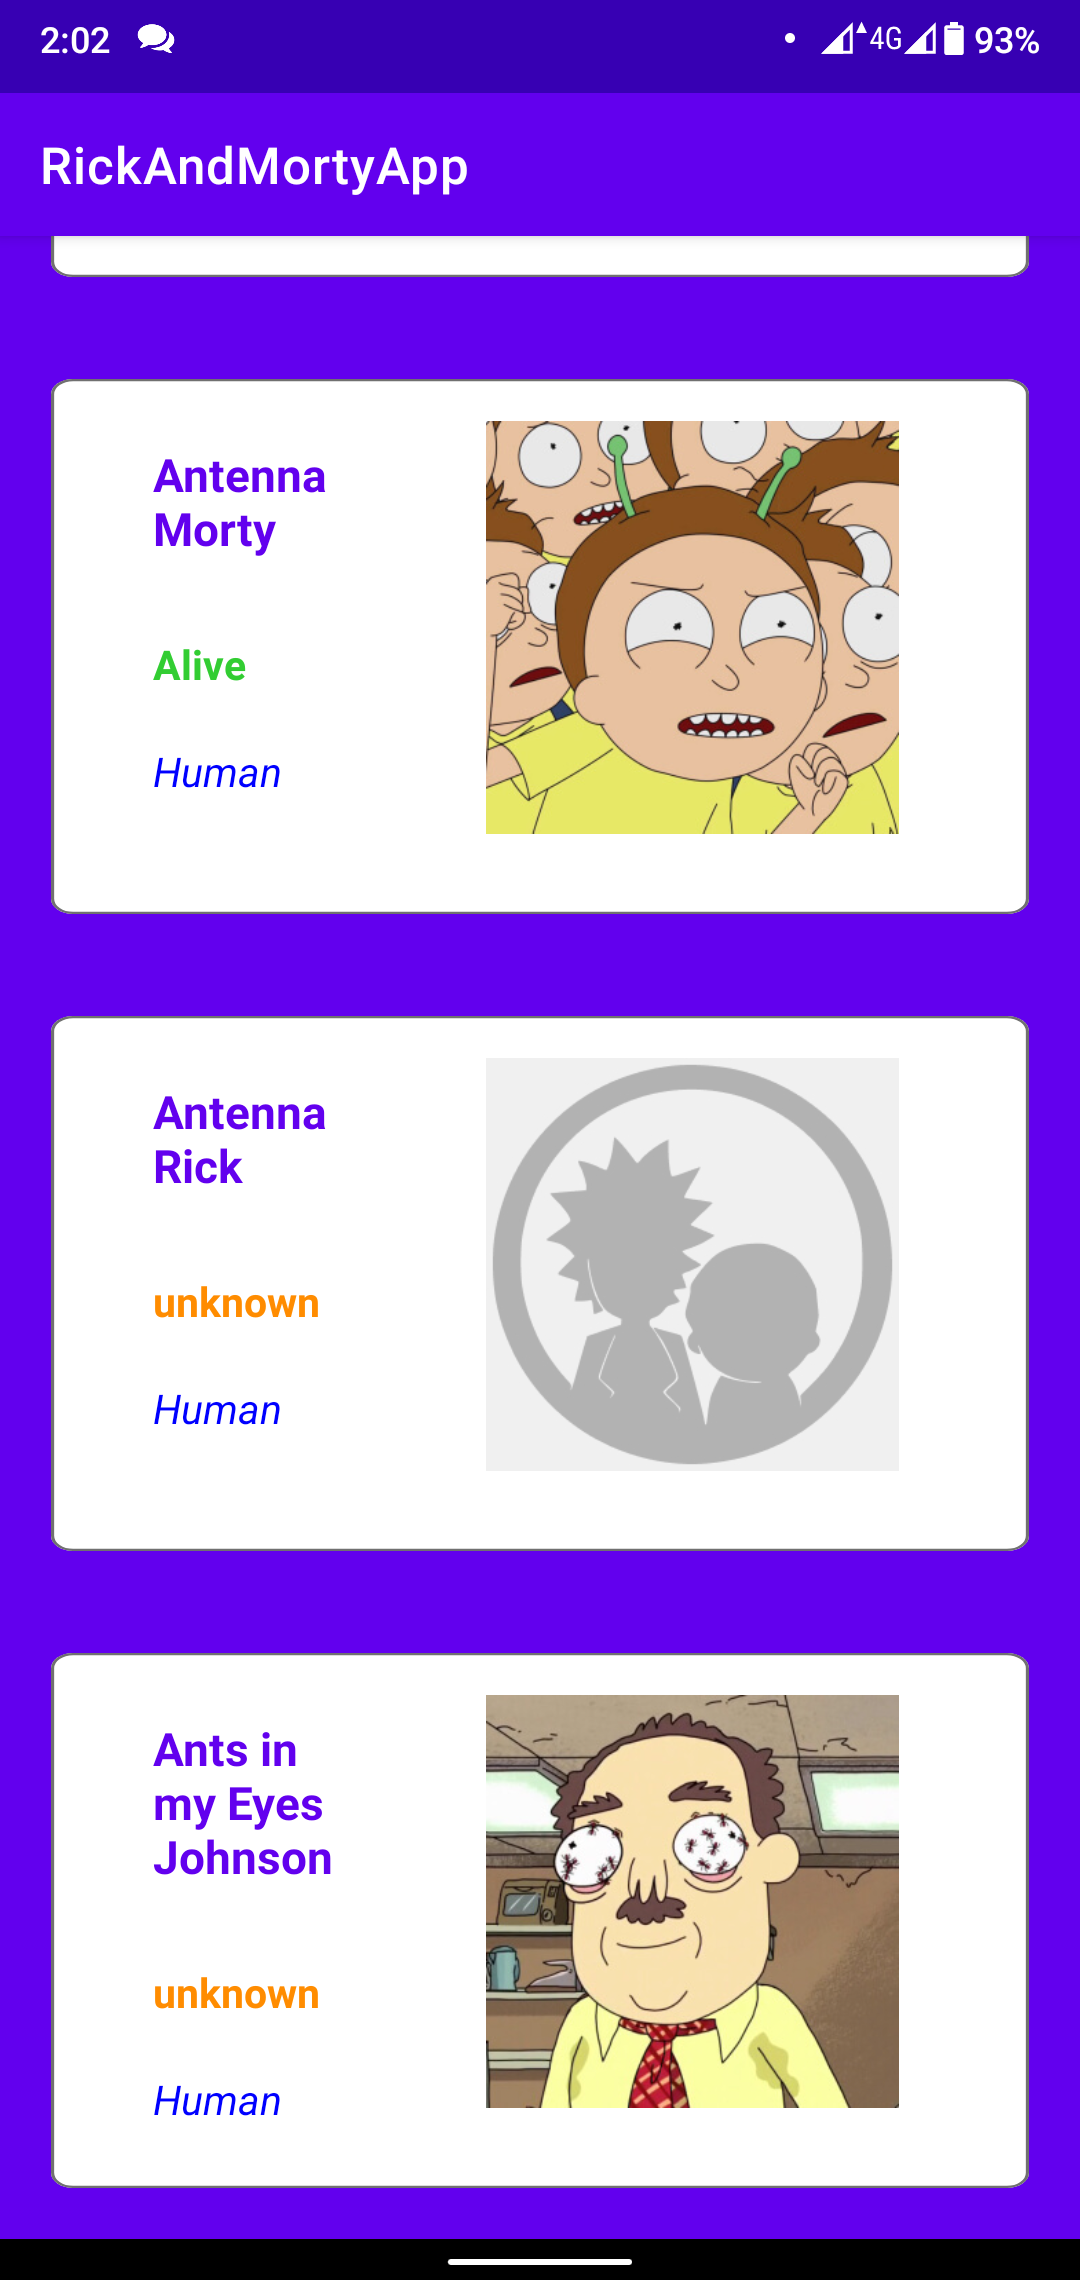 2:02 4G 93%
RickAndMortyApp
Antenna
Morty
Alive
Human
Antenna
Rick
unknown
Human
Ants in
my Eyes
Johnson
unknown
Human